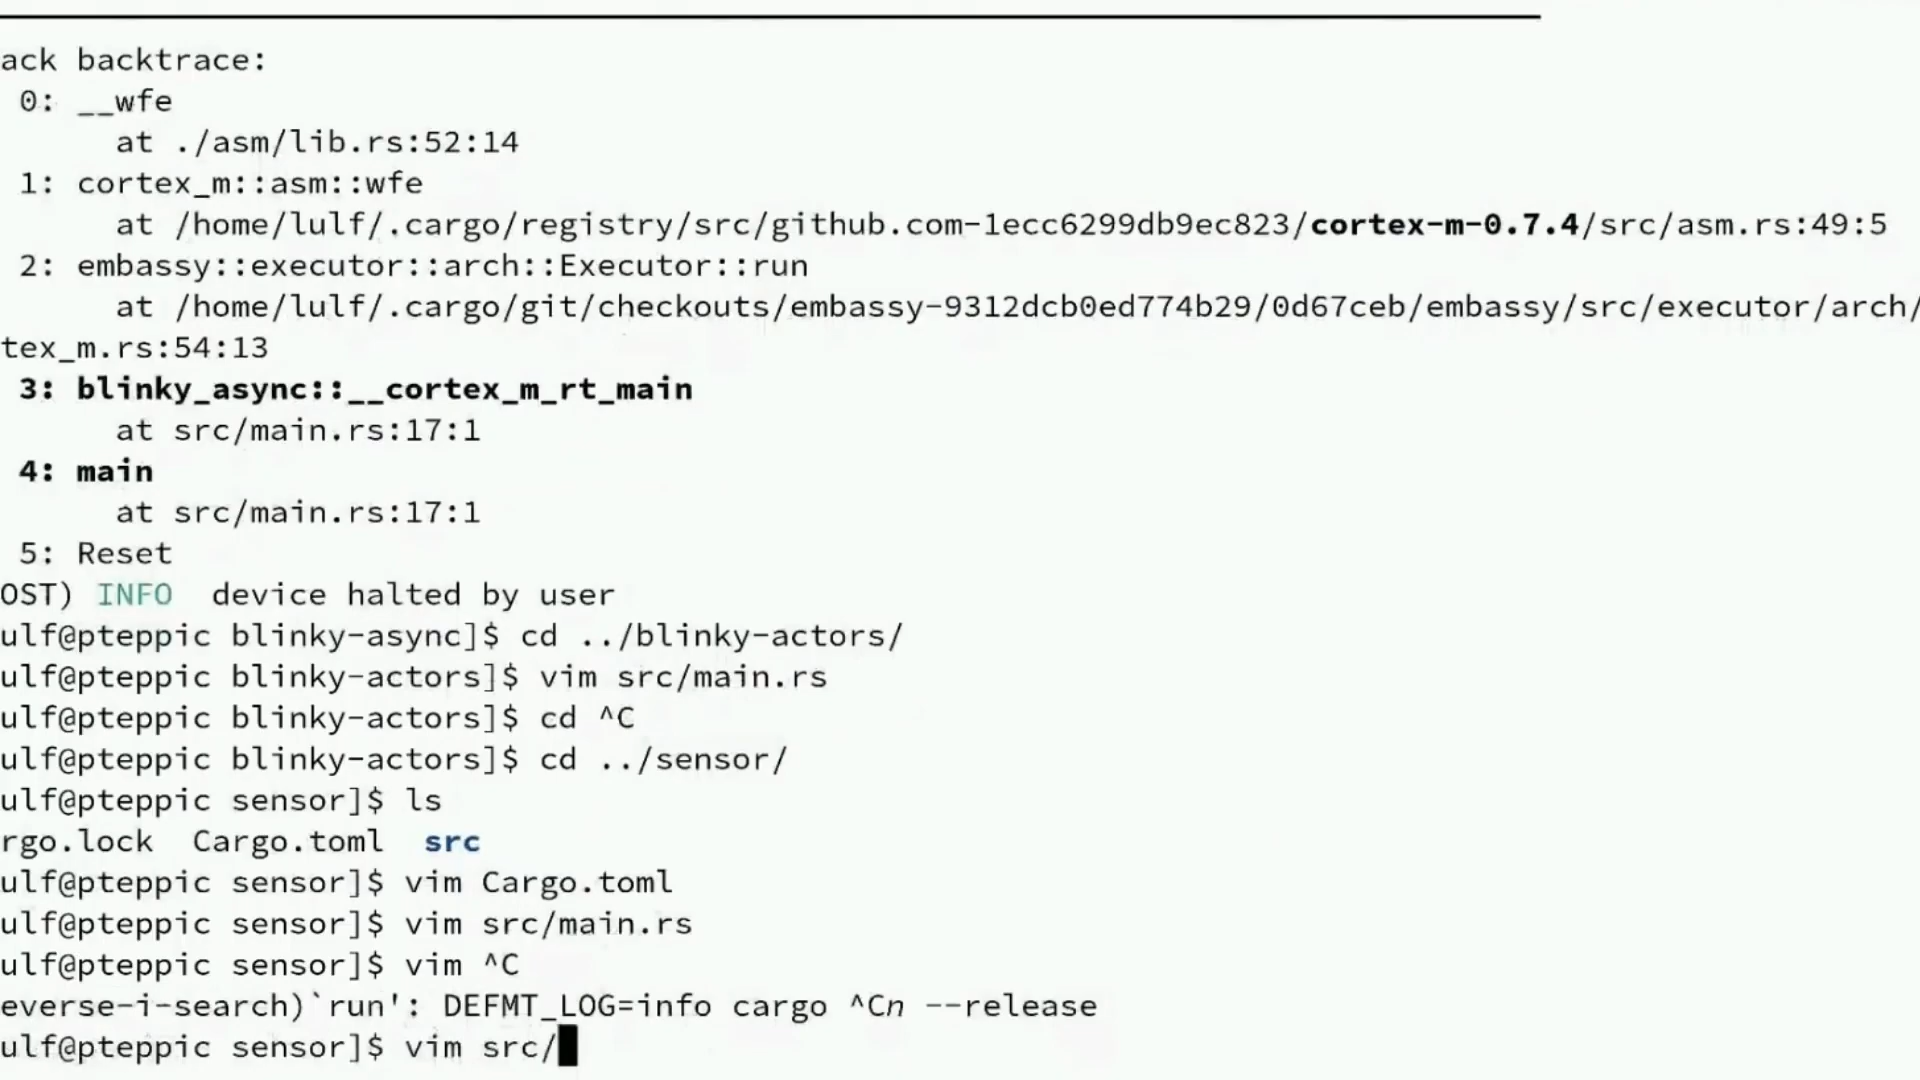 ack backtrace:
0: __wfe
at ./asm/lib.rs:52:14
1: cortex_m::asm::wfe
at /home/lulf/.cargo/registry/src/github.com-1ecc6299db9ec823/cortex-m-0.7.4/src/asm.rs:49:5
2: embassy::executor::arch::Executor::run
at /home/lulf/.cargo/git/checkouts/embassy-9312dcb0ed774b29/0d67ceb/embassy/src/executor/arch/
tex_m.rs:54:13
3: blinky_async::__cortex_m_rt_main
at src/main.rs:17:1
4: main
at src/main.rs:17:1
5: Reset
OST) INFO  device halted by user
ulf@pteppic blinky-async]$ cd ../blinky-actors/
ulf@pteppic blinky-actors]$ vim src/main.rs
ulf@pteppic blinky-actors]$ cd ^C
ulf@pteppic blinky-actors]$ cd ../sensor/
ulf@pteppic sensor]$ ls
rgo.lock  Cargo.toml  src
ulf@pteppic sensor]$ vim Cargo.toml
ulf@pteppic sensor]$ vim src/main.rs
ulf@pteppic sensor]$ vim ^C
everse-i-search)`run': DEFMT_LOG=info cargo ^Cn --release
ulf@pteppic sensor]$ vim src/